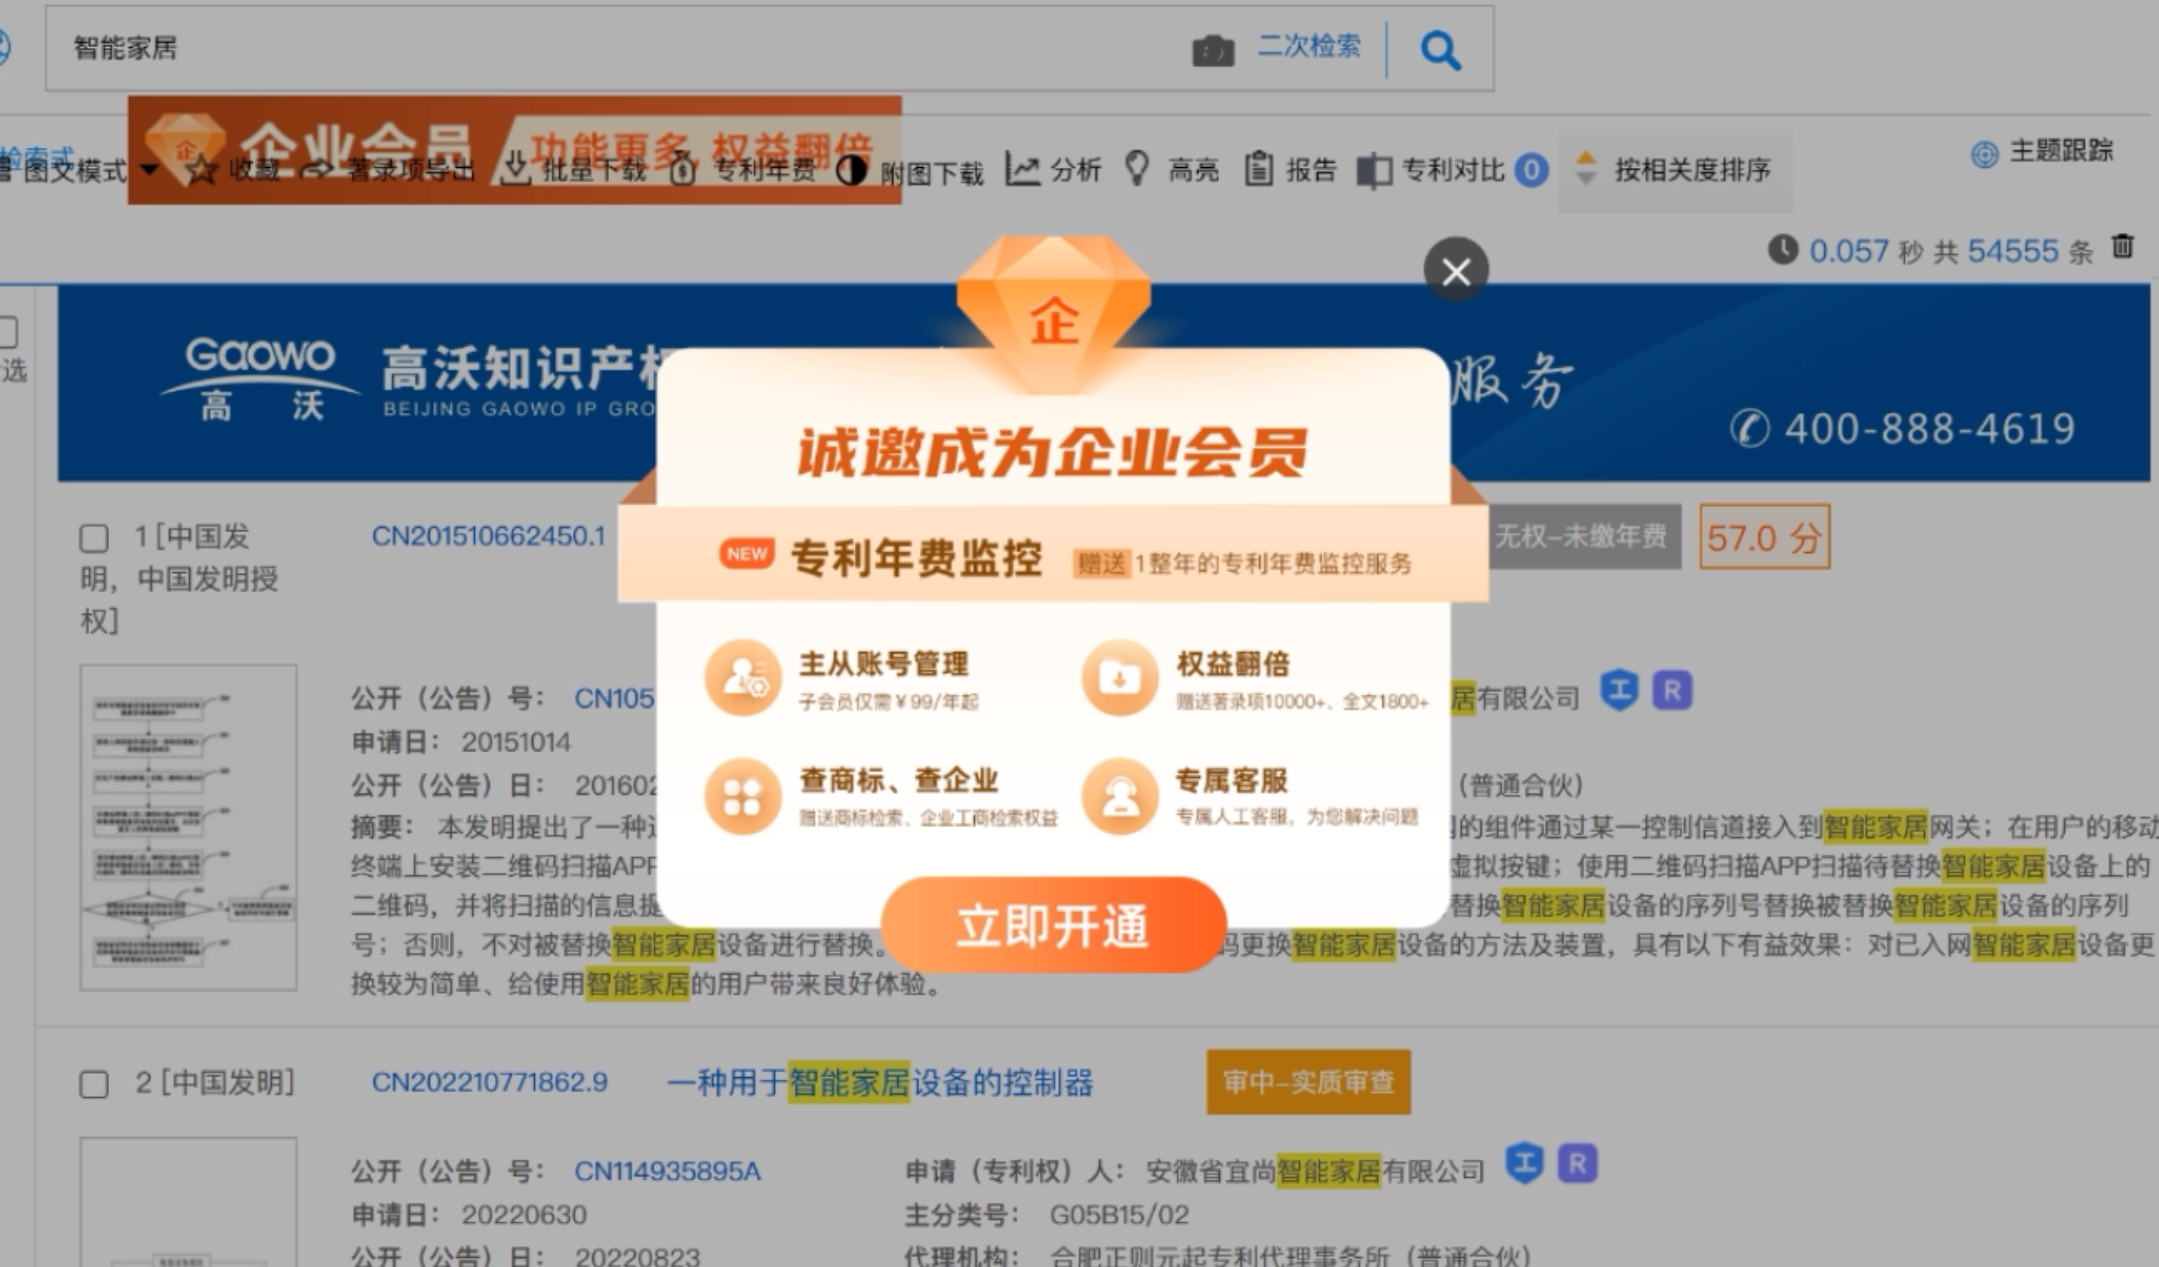 智能家居
二次检索
检索式
企
企业会员
功能更多 权益翻倍
图文模式 收藏 著录项导出 批量下载 专利年费 附图下载 分析 高亮 报告 专利对比 0 按相关度排序
主题跟踪
0.057 秒 共 54555 条
选
GaOWO
高 沃
高沃知识产权
BEIJING GAOWO IP GRO
服务
400-888-4619
企
诚邀成为企业会员
NEW 专利年费监控 赠送 1整年的专利年费监控服务
主从账号管理
子会员仅需¥99/年起
权益翻倍
赠送著录项10000+、全文1800+
查商标、查企业
赠送商标检索、企业工商检索权益
专属客服
专属人工客服，为您解决问题
立即开通
1 [中国发
明，中国发明授
权]
CN201510662450.1
无权-未缴年费
57.0 分
公开（公告）号： CN105
居有限公司
工 R
申请日： 20151014
公开（公告）日： 201602
（普通合伙）
摘要： 本发明提出了一种
的组件通过某一控制信道接入到智能家居网关；在用户的移动
终端上安装二维码扫描APP
虚拟按键；使用二维码扫描APP扫描待替换智能家居设备上的
二维码，并将扫描的信息提
替换智能家居设备的序列号替换被替换智能家居设备的序列
号；否则，不对被替换智能家居设备进行替换。
码更换智能家居设备的方法及装置，具有以下有益效果：对已入网智能家居设备更
换较为简单、给使用智能家居的用户带来良好体验。
2 [中国发明]
CN202210771862.9
一种用于智能家居设备的控制器
审中-实质审查
公开（公告）号： CN114935895A
申请（专利权）人： 安徽省宜尚智能家居有限公司
工 R
申请日： 20220630
主分类号： G05B15/02
公开（公告）日： 20220823
代理机构： 合肥正则元起专利代理事务所（普通合伙）